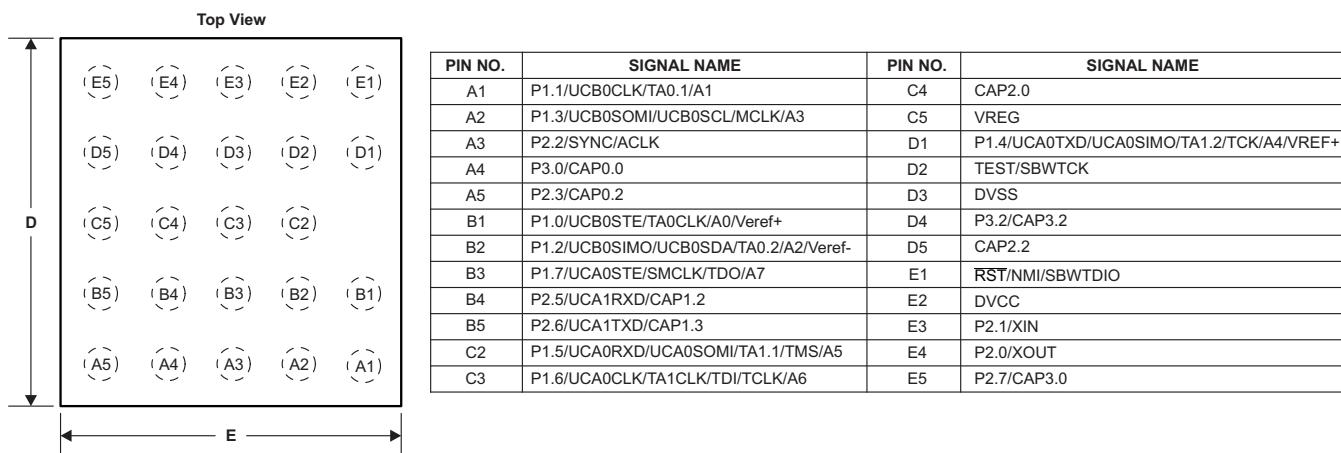 Top View
E5 E4 E3 E2 E1
D5 D4 D3 D2 D1
D
C5 C4 C3 C2
B5 B4 B3 B2 B1
A5 A4 A3 A2 A1
E
PIN NO. SIGNAL NAME PIN NO. SIGNAL NAME
A1 P1.1/UCB0CLK/TA0.1/A1 C4 CAP2.0
A2 P1.3/UCB0SOMI/UCB0SCL/MCLK/A3 C5 VREG
A3 P2.2/SYNC/ACLK D1 P1.4/UCA0TXD/UCA0SIMO/TA1.2/TCK/A4/VREF+
A4 P3.0/CAP0.0 D2 TEST/SBWTCK
A5 P2.3/CAP0.2 D3 DVSS
B1 P1.0/UCB0STE/TA0CLK/A0/Veref+ D4 P3.2/CAP3.2
B2 P1.2/UCB0SIMO/UCB0SDA/TA0.2/A2/Veref- D5 CAP2.2
B3 P1.7/UCA0STE/SMCLK/TDO/A7 E1 R̅S̅T̅/NMI/SBWTDIO
B4 P2.5/UCA1RXD/CAP1.2 E2 DVCC
B5 P2.6/UCA1TXD/CAP1.3 E3 P2.1/XIN
C2 P1.5/UCA0RXD/UCA0SOMI/TA1.1/TMS/A5 E4 P2.0/XOUT
C3 P1.6/UCA0CLK/TA1CLK/TDI/TCLK/A6 E5 P2.7/CAP3.0